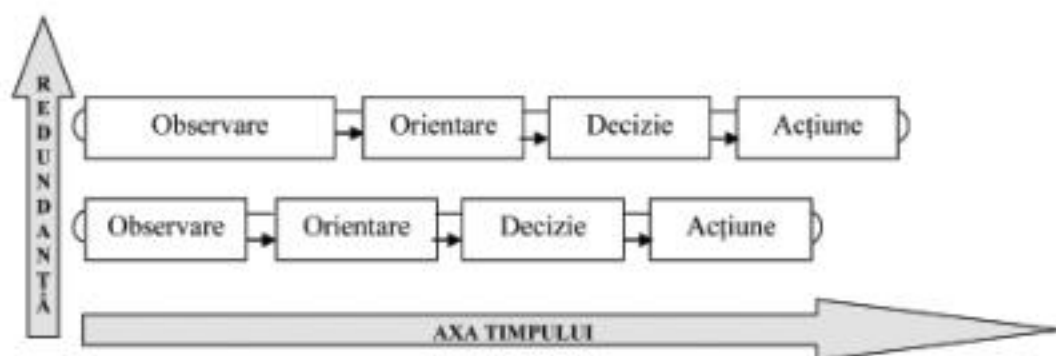 REDUNDANȚĂ
Observare Orientare Decizie Acțiune
Observare Orientare Decizie Acțiune
AXA TIMPULUI